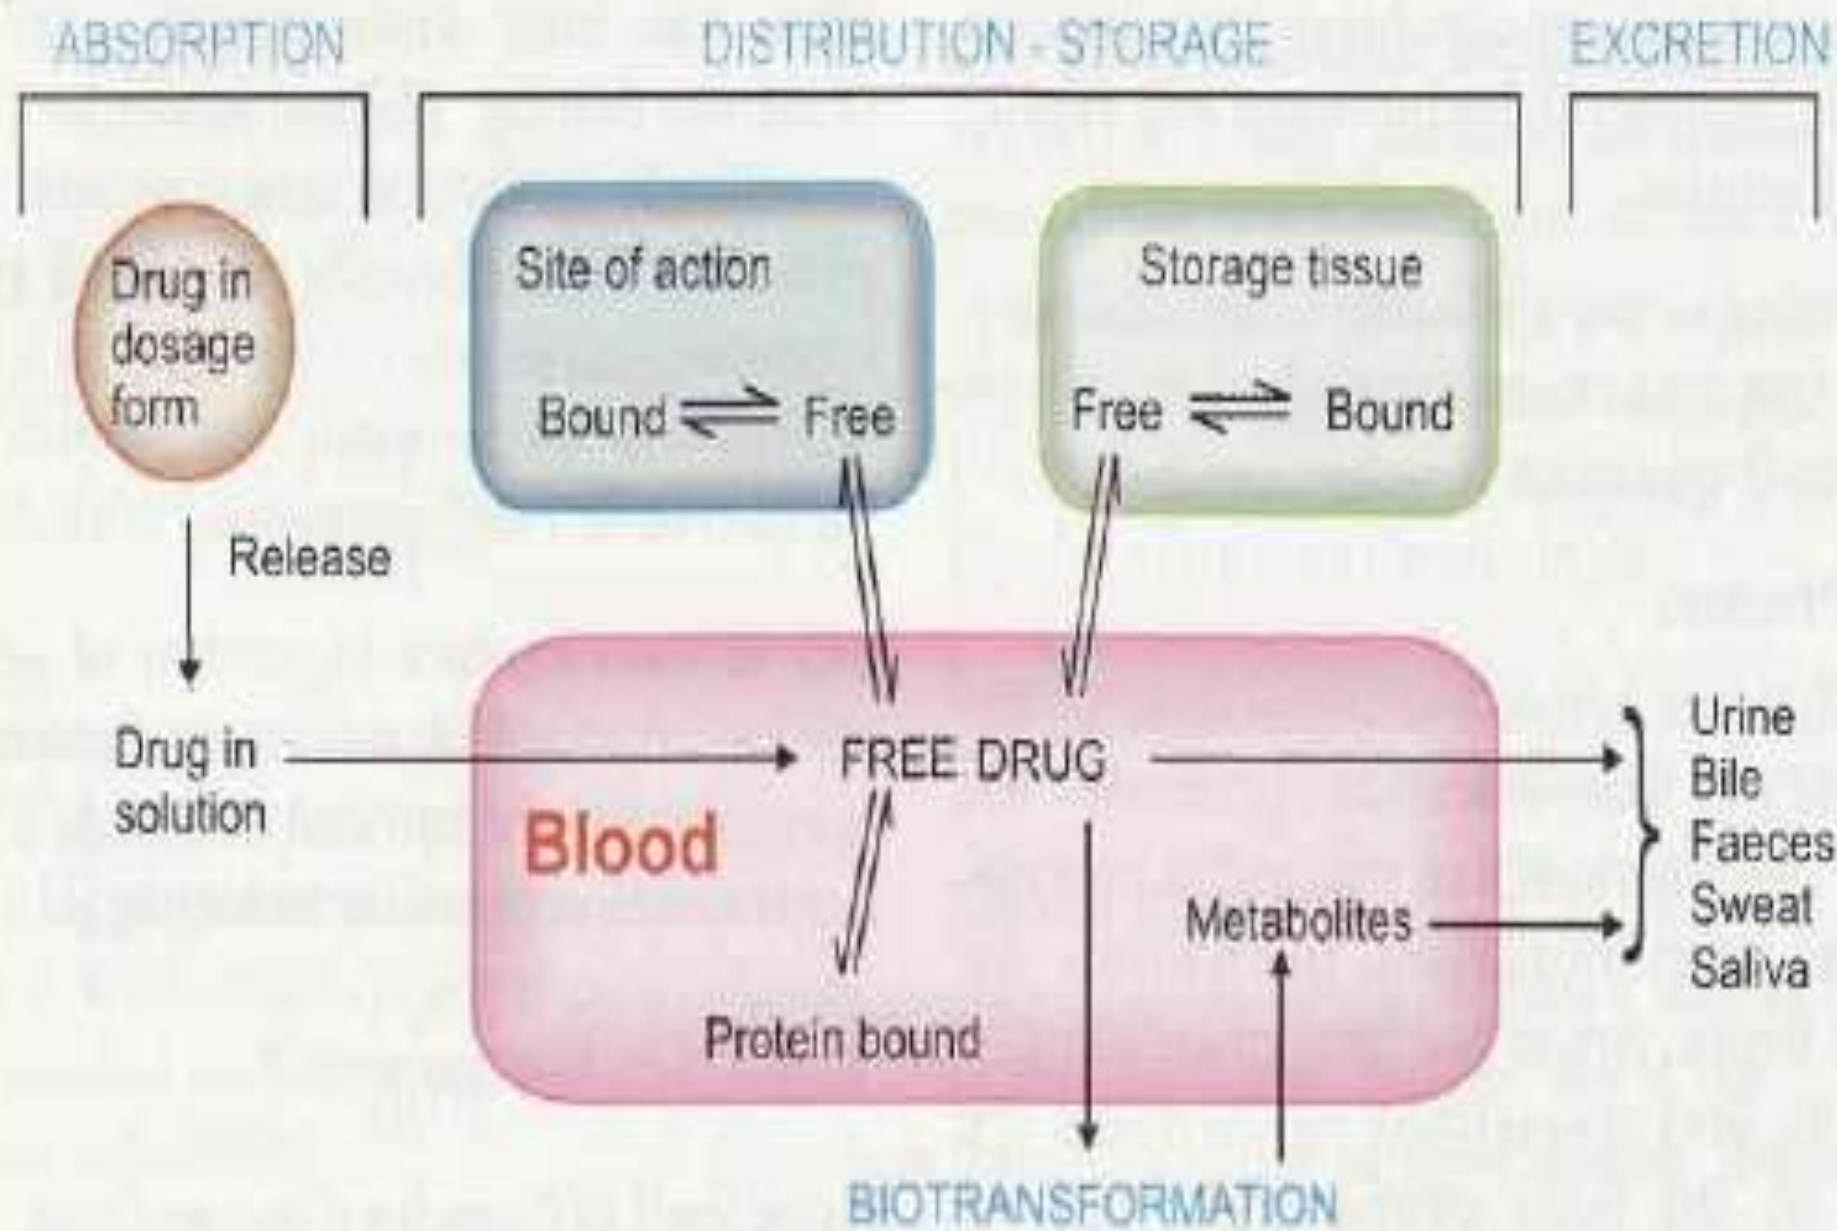 ABSORPTION
DISTRIBUTION - STORAGE
EXCRETION
Drug in
dosage
form
Release
Drug in
solution
Site of action
Bound ⇌ Free
Storage tissue
Free ⇌ Bound
FREE DRUG
Blood
Protein bound
Metabolites
BIOTRANSFORMATION
Urine
Bile
Faeces
Sweat
Saliva